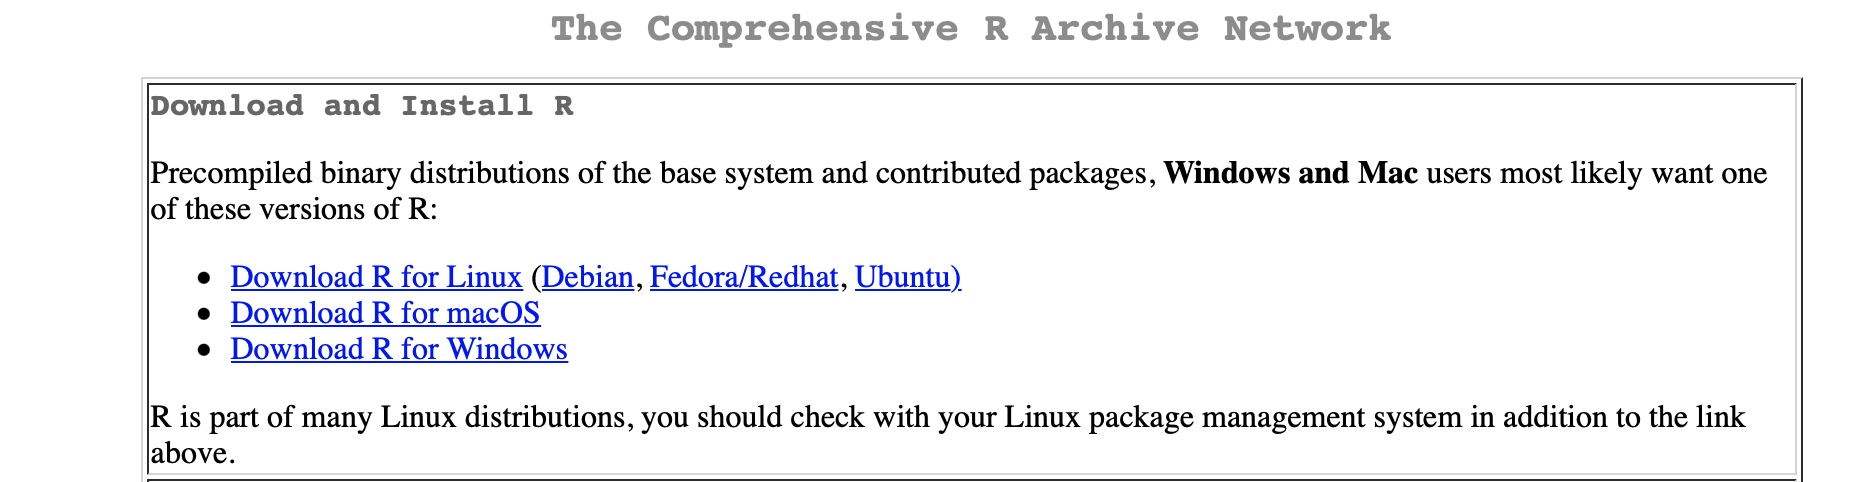 The Comprehensive R Archive Network
Download and Install R
Precompiled binary distributions of the base system and contributed packages, Windows and Mac users most likely want one
of these versions of R:
• Download R for Linux (Debian, Fedora/Redhat, Ubuntu)
• Download R for macOS
• Download R for Windows
R is part of many Linux distributions, you should check with your Linux package management system in addition to the link
above.